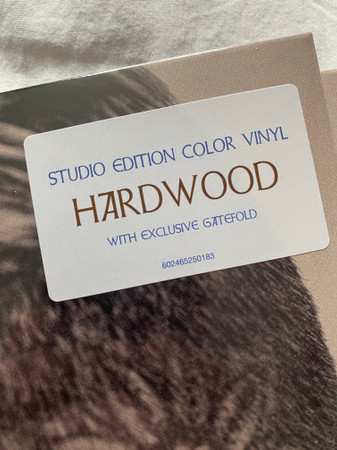 STUDIO EDITION COLOR VINYL
HARDWOOD
WITH EXCLUSIVE GATEFOLD
602465250183